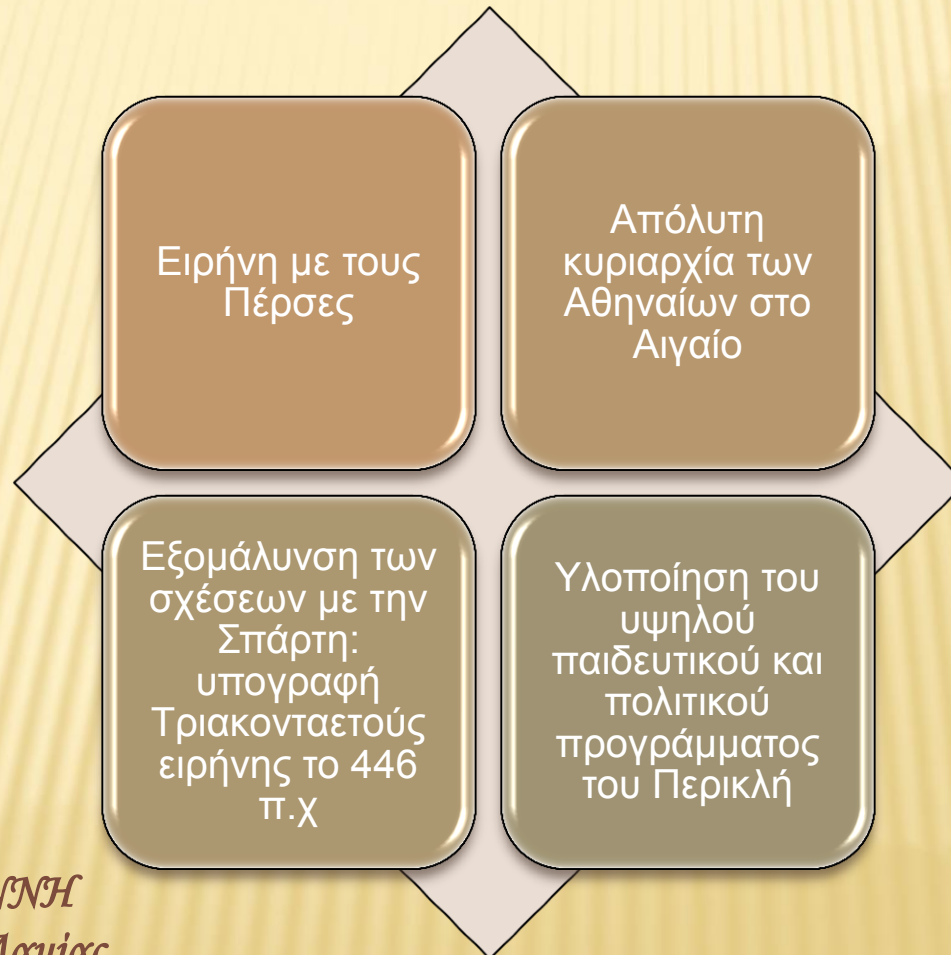 Ειρήνη με τους
Πέρσες
Απόλυτη
κυριαρχία των
Αθηναίων στο
Αιγαίο
Εξομάλυνση των
σχέσεων με την
Σπάρτη:
υπογραφή
Τριακονταετούς
ειρήνης το 446
π.χ
Υλοποίηση του
υψηλού
παιδευτικού και
πολιτικού
προγράμματος
του Περικλή